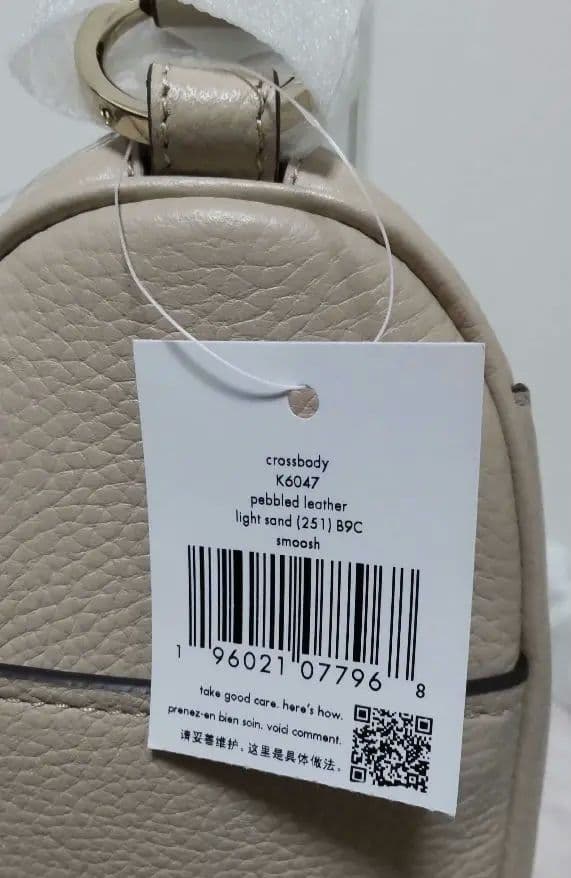 crossbody
K6047
pebbled leather
light sand (251) B9C
smoosh
1 96021 07796 8
take good care. here's how.
prenez-en bien soin. voici comment.
请妥善维护。这里是具体做法。